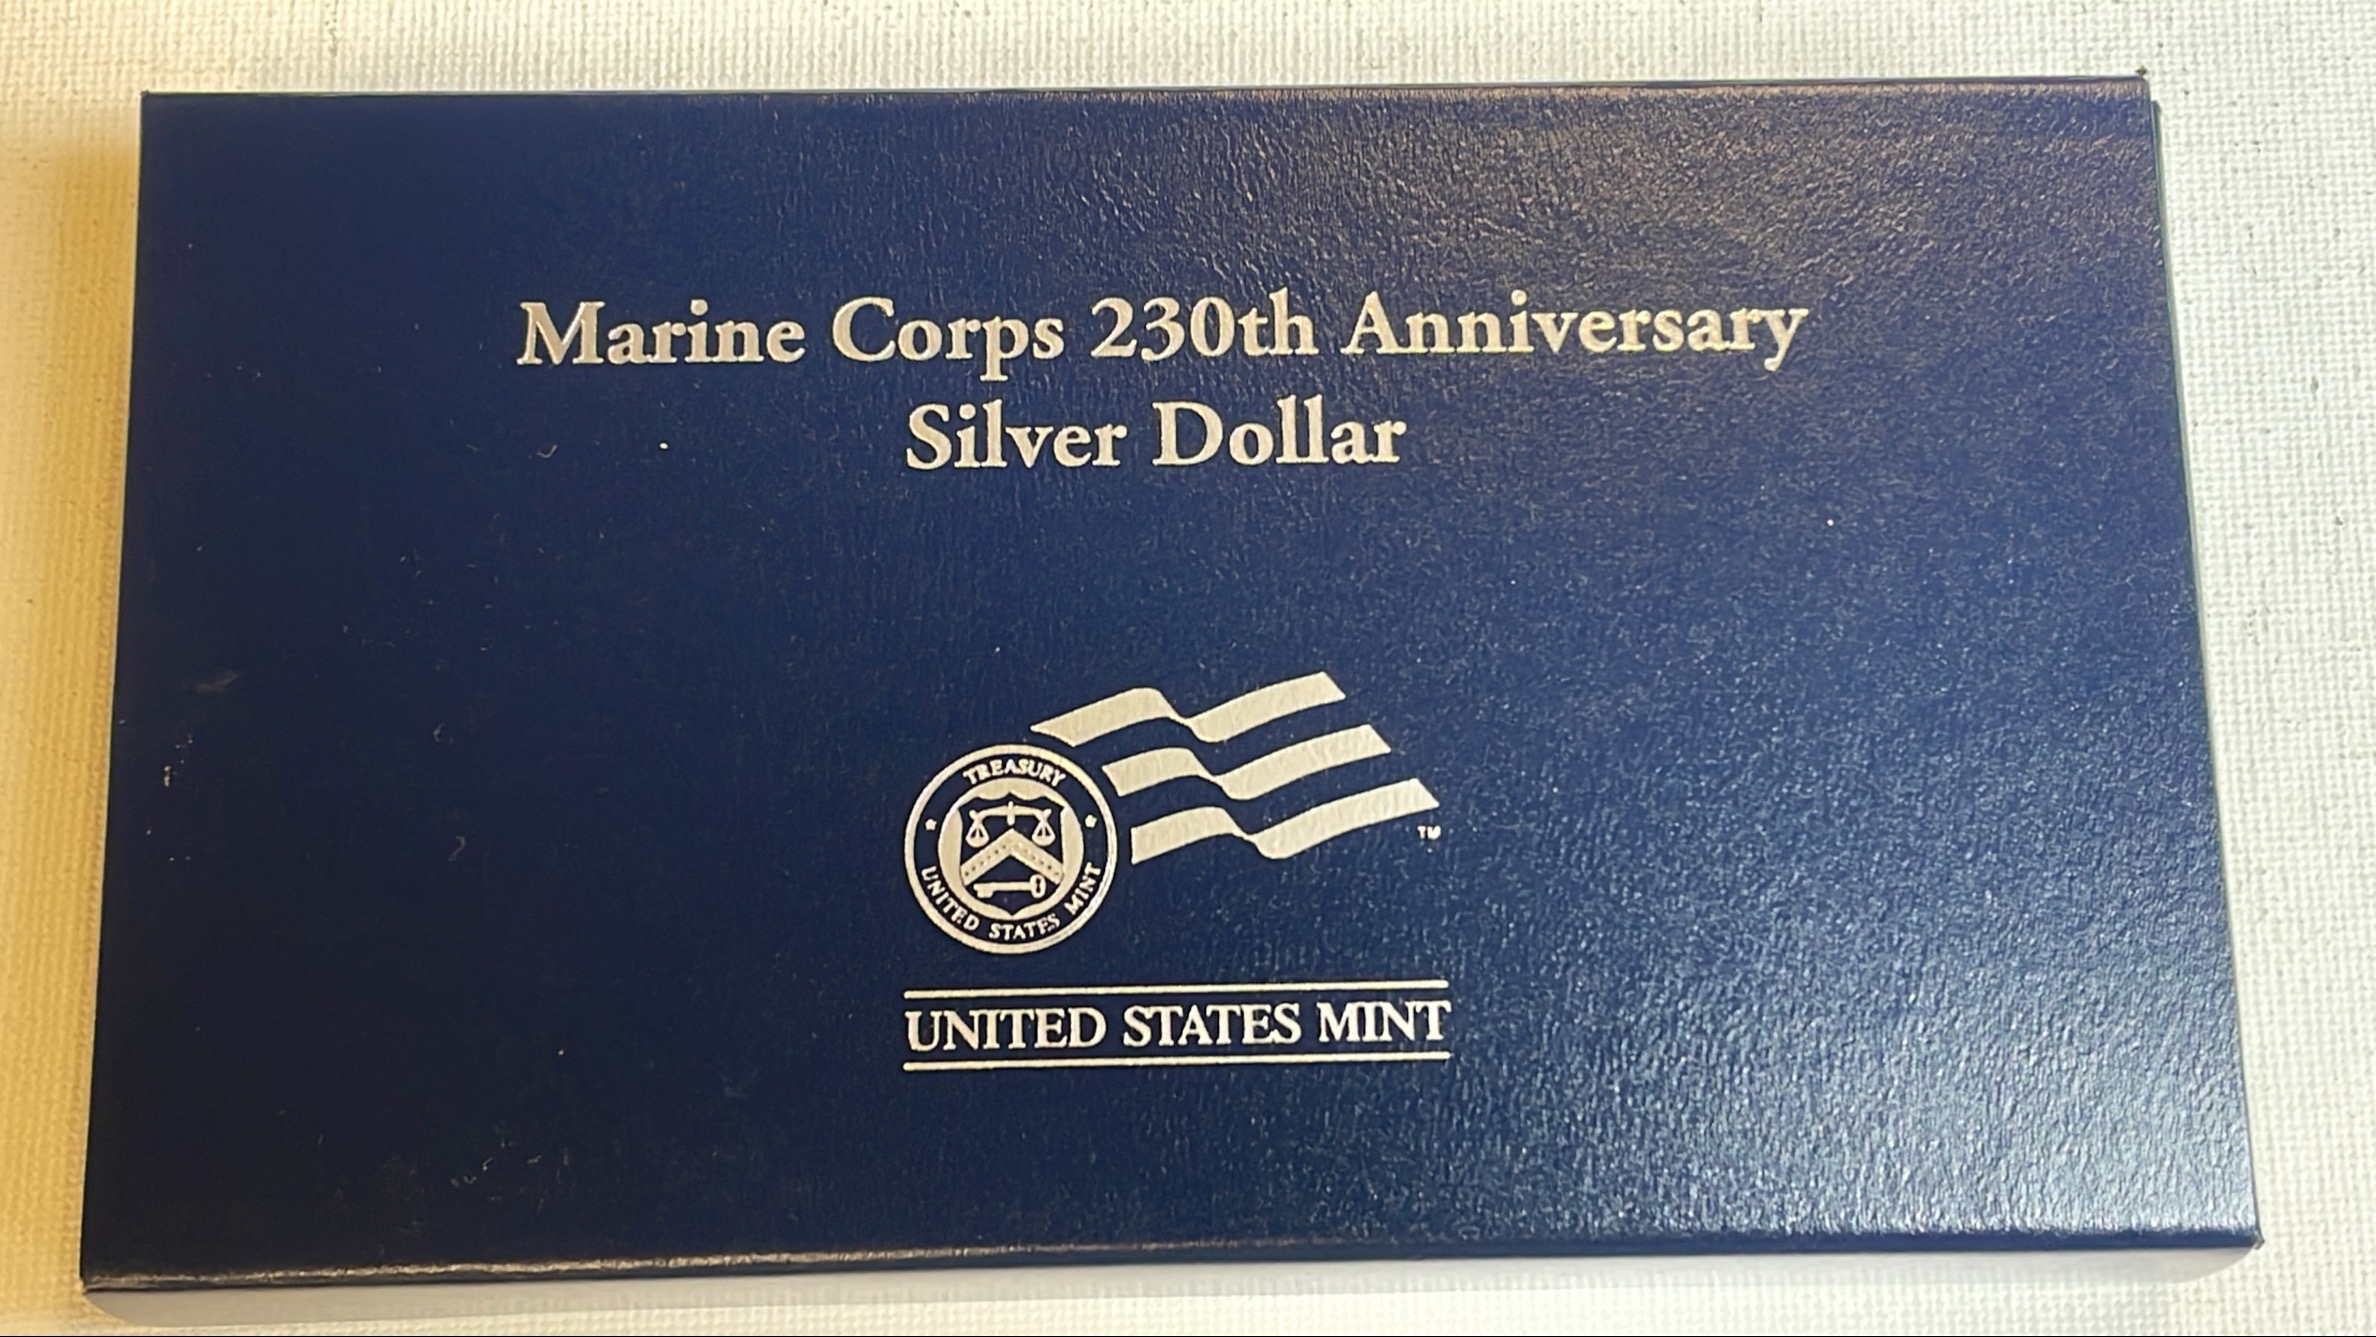 Marine Corps 230th Anniversary
Silver Dollar
TREASURY
UNITED STATES MINT
TM
UNITED STATES MINT